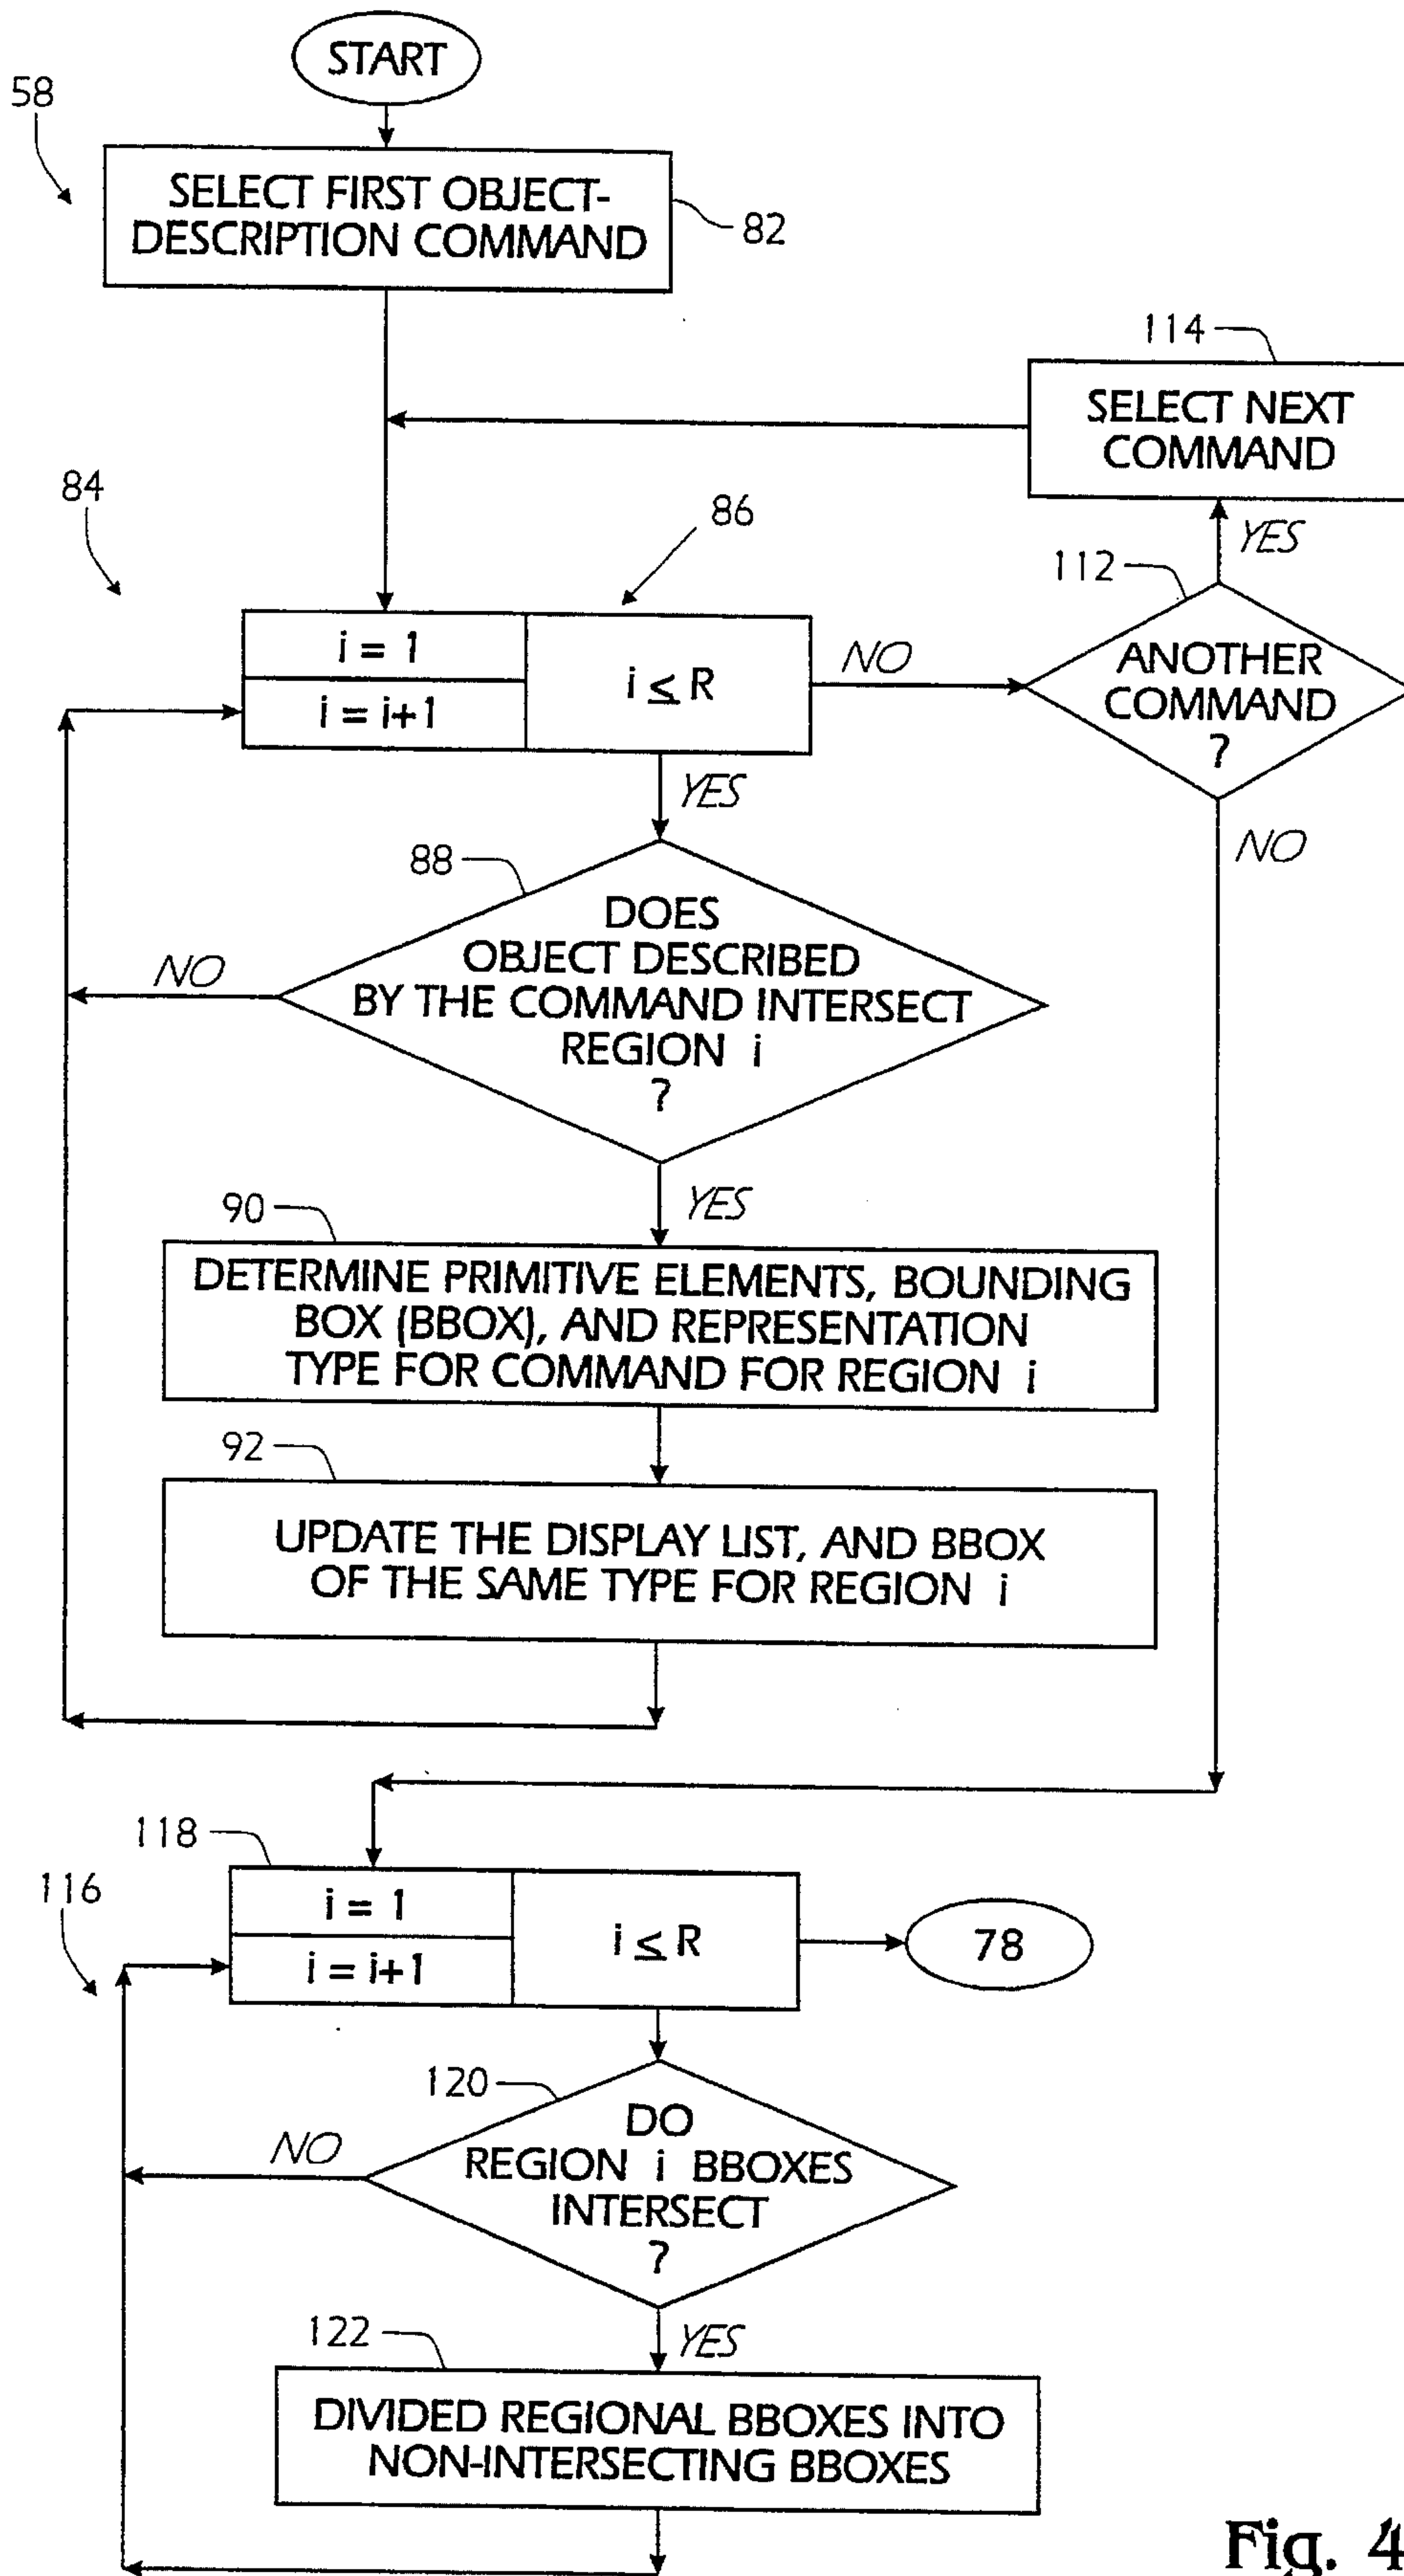 START
58
SELECT FIRST OBJECT-
DESCRIPTION COMMAND
82
114
SELECT NEXT
COMMAND
84
86
YES
112
i = 1
i = i+1
i ≤ R
NO
ANOTHER
COMMAND
?
YES
NO
88
DOES
OBJECT DESCRIBED
BY THE COMMAND INTERSECT
REGION i
?
NO
YES
90
DETERMINE PRIMITIVE ELEMENTS, BOUNDING
BOX (BBOX), AND REPRESENTATION
TYPE FOR COMMAND FOR REGION i
92
UPDATE THE DISPLAY LIST, AND BBOX
OF THE SAME TYPE FOR REGION i
118
116
i = 1
i = i+1
i ≤ R
78
120
DO
REGION i BBOXES
INTERSECT
?
NO
YES
122
DIVIDED REGIONAL BBOXES INTO
NON-INTERSECTING BBOXES
Fig. 4